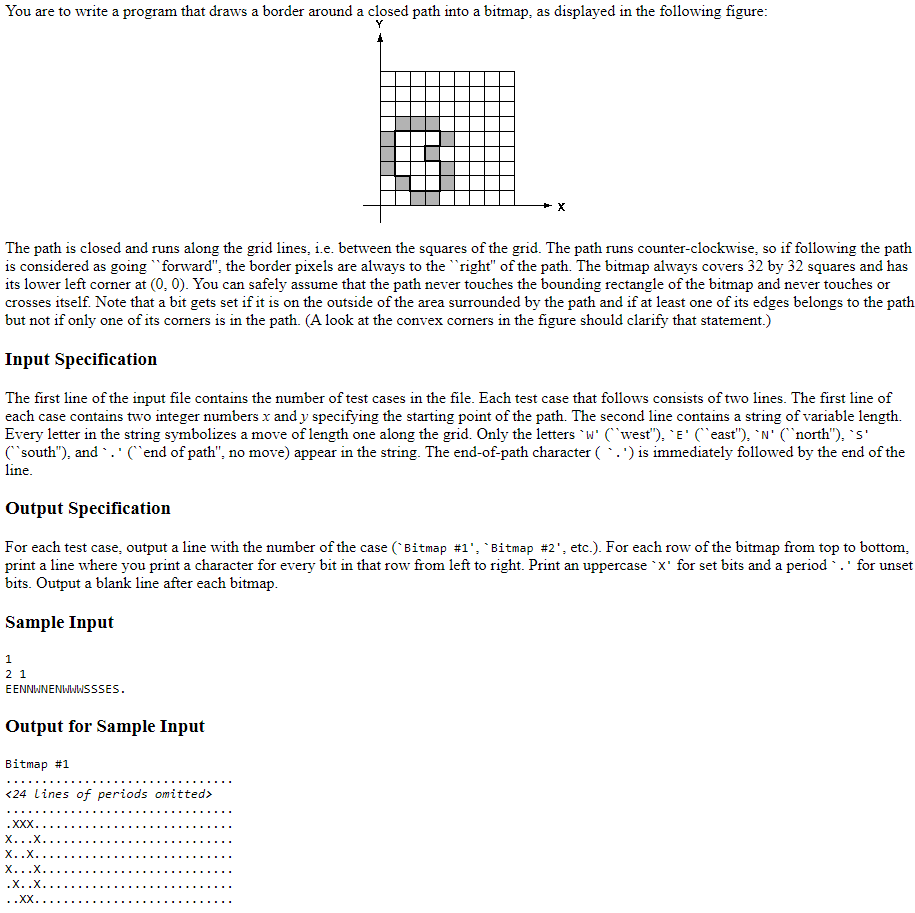 You are to write a program that draws a border around a closed path into a bitmap, as displayed in the following figure:
Y
X
The path is closed and runs along the grid lines, i.e. between the squares of the grid. The path runs counter-clockwise, so if following the path
is considered as going ``forward'', the border pixels are always to the ``right'' of the path. The bitmap always covers 32 by 32 squares and has
its lower left corner at (0, 0). You can safely assume that the path never touches the bounding rectangle of the bitmap and never touches or
crosses itself. Note that a bit gets set if it is on the outside of the area surrounded by the path and if at least one of its edges belongs to the path
but not if only one of its corners is in the path. (A look at the convex corners in the figure should clarify that statement.)
Input Specification
The first line of the input file contains the number of test cases in the file. Each test case that follows consists of two lines. The first line of
each case contains two integer numbers x and y specifying the starting point of the path. The second line contains a string of variable length.
Every letter in the string symbolizes a move of length one along the grid. Only the letters `W' (``west''), `E' (``east''), `N' (``north''), `S'
(``south''), and `.' (``end of path'', no move) appear in the string. The end-of-path character ( `.') is immediately followed by the end of the
line.
Output Specification
For each test case, output a line with the number of the case (`Bitmap #1', `Bitmap #2', etc.). For each row of the bitmap from top to bottom,
print a line where you print a character for every bit in that row from left to right. Print an uppercase `X' for set bits and a period `.' for unset
bits. Output a blank line after each bitmap.
Sample Input
1
2 1
EENNWNENWWWSSSES.
Output for Sample Input
Bitmap #1
................................
<24 lines of periods omitted>
................................
.XXX............................
X...X...........................
X..X............................
X...X...........................
.X..X...........................
..XX............................